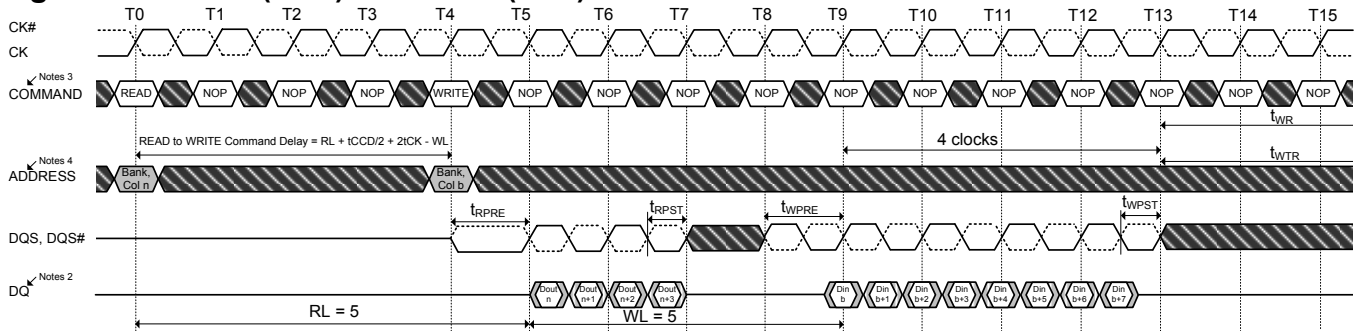 T0 T1 T2 T3 T4 T5 T6 T7 T8 T9 T10 T11 T12 T13 T14 T15
CK#
CK
Notes 3
COMMAND READ NOP NOP NOP WRITE NOP NOP NOP NOP NOP NOP NOP NOP NOP NOP NOP
READ to WRITE Command Delay = RL + tCCD/2 + 2tCK - WL 4 clocks tWR
Notes 4
ADDRESS Bank, Col n Bank, Col b tWTR
tRPRE tRPST tWPRE tWPST
DQS, DQS#
Notes 2
DQ Dout n Dout n+1 Dout n+2 Dout n+3 Din b Din b+1 Din b+2 Din b+3 Din b+4 Din b+5 Din b+6 Din b+7
RL = 5 WL = 5